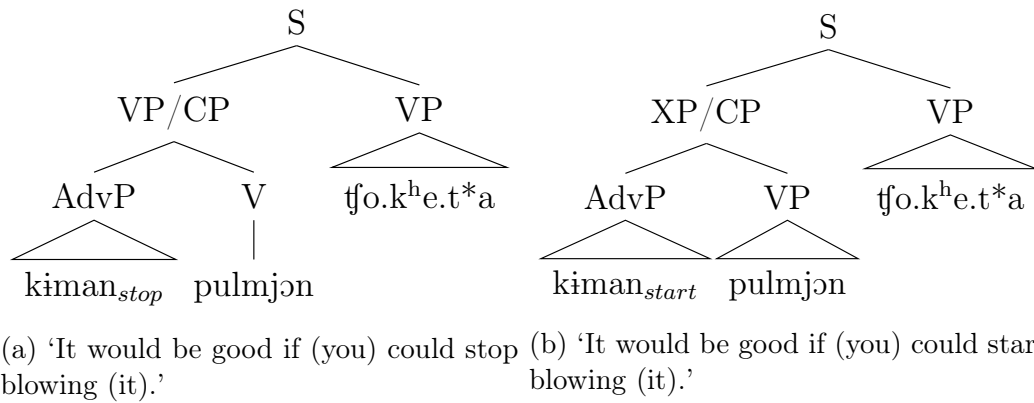 S
VP/CP VP
AdvP V ʧo.kʰe.t*a
kɨman_stop pulmjɔn
(a) ‘It would be good if (you) could stop
blowing (it).’
S
XP/CP VP
AdvP VP ʧo.kʰe.t*a
kɨman_start pulmjɔn
(b) ‘It would be good if (you) could star
blowing (it).’